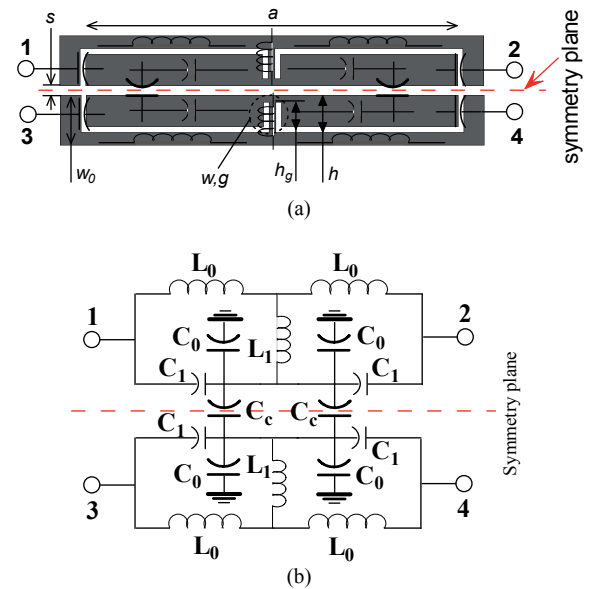 s
a
1
2
3
4
w0
w,g
hg
h
symmetry plane
(a)
L0
L0
1
2
C0
L1
C0
C1
C1
Cc
Cc
C1
C1
C0
L1
C0
3
4
L0
L0
Symmetry plane
(b)